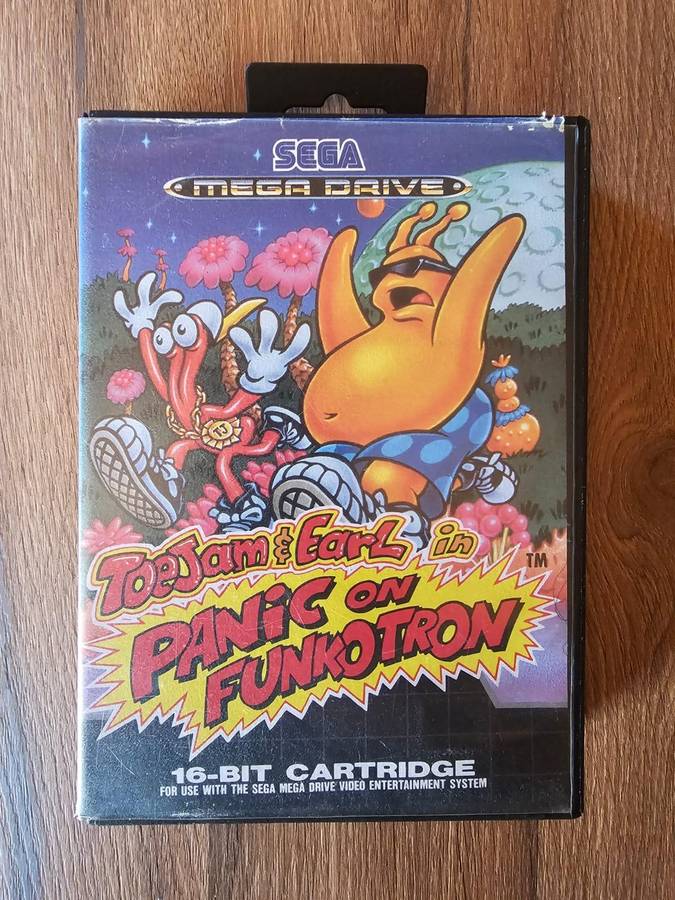 SEGA
MEGA DRIVE
TJ
ToeJam & Earl in
PANIC ON
FUNKOTRON
TM
16-BIT CARTRIDGE
FOR USE WITH THE SEGA MEGA DRIVE VIDEO ENTERTAINMENT SYSTEM